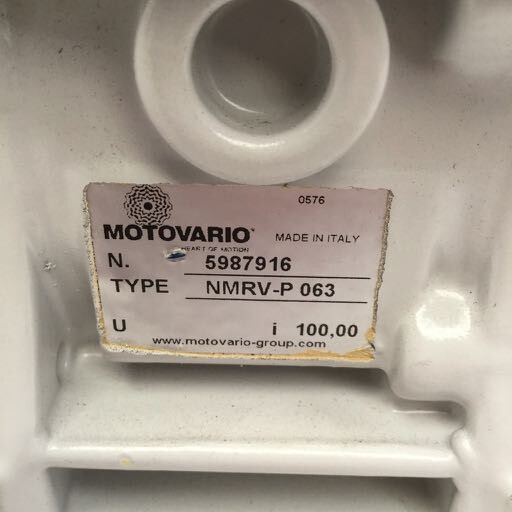 0576
MOTOVARIO®
MADE IN ITALY
HEART OF MOTION
N. 5987916
TYPE NMRV-P 063
U i 100,00
www.motovario-group.com